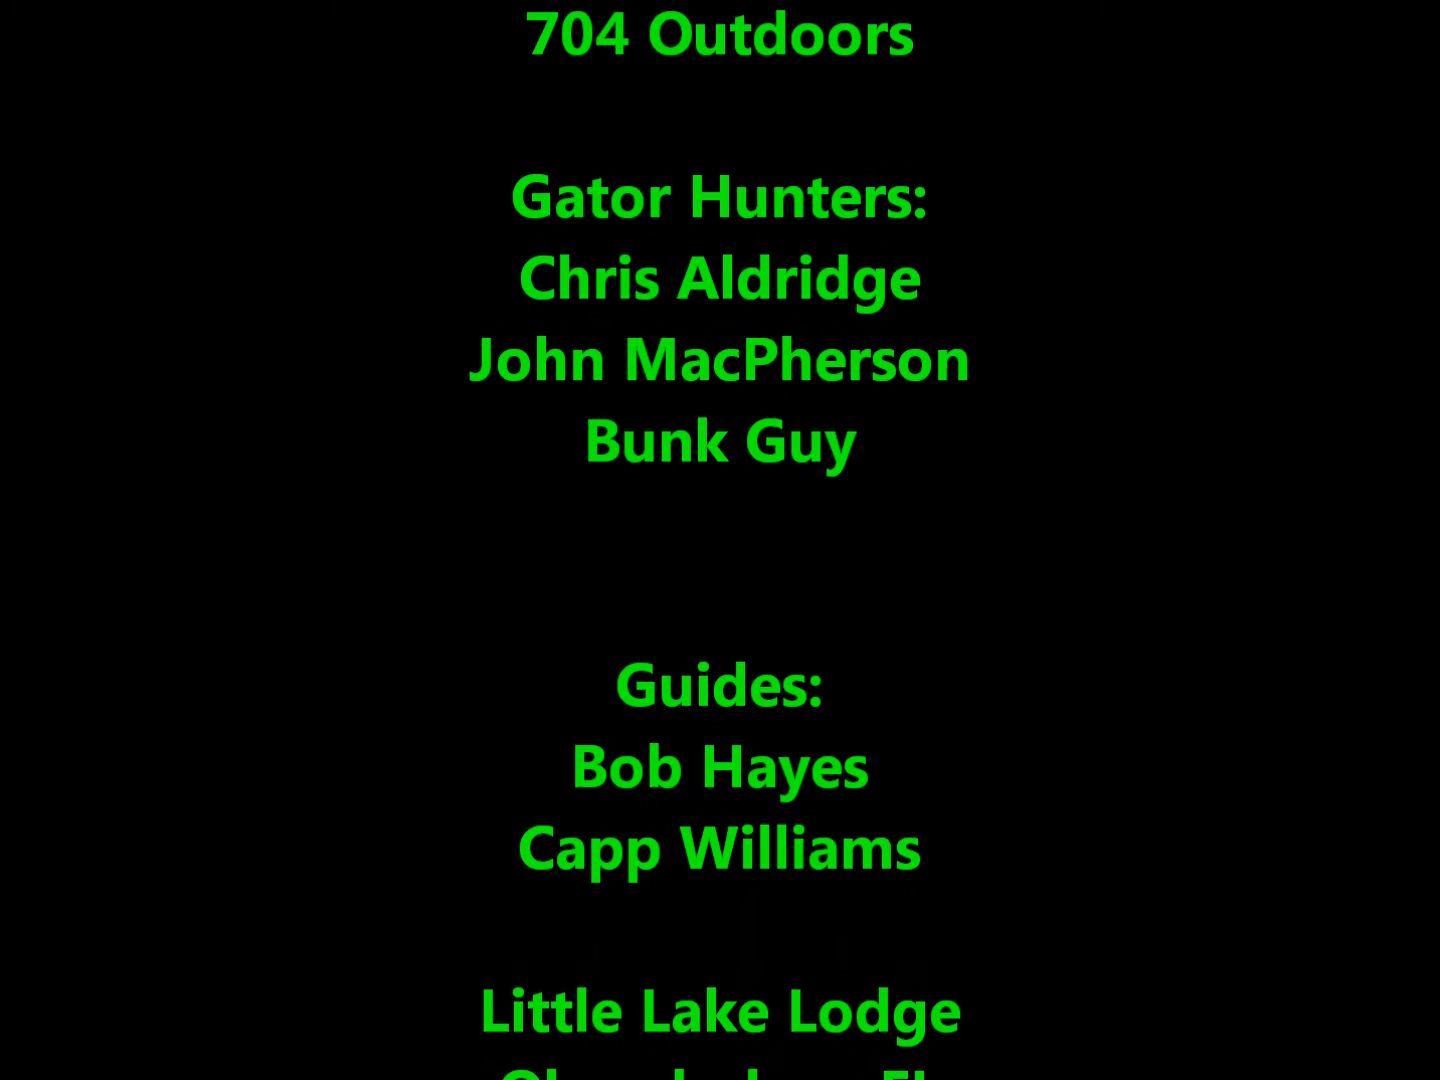 704 Outdoors
Gator Hunters:
Chris Aldridge
John MacPherson
Bunk Guy
Guides:
Bob Hayes
Capp Williams
Little Lake Lodge